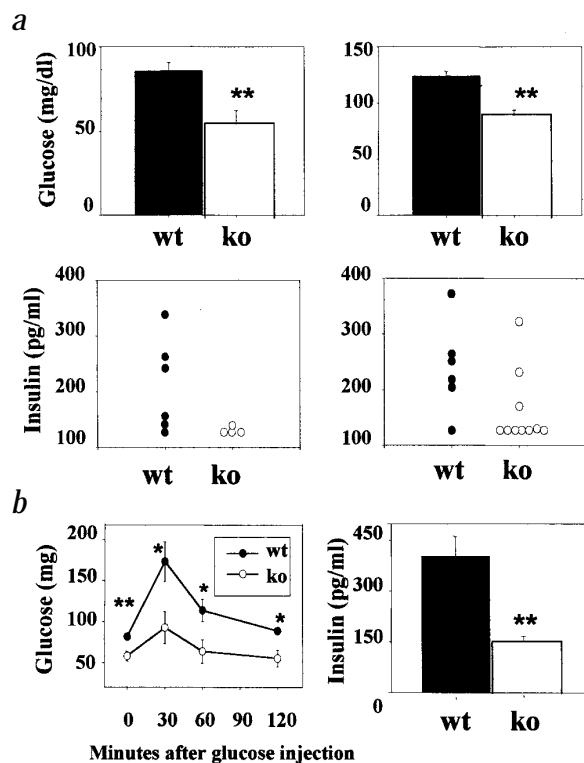 a
Glucose (mg/dl)
100
50
0
**
wt ko
150
100
50
0
**
wt ko
Insulin (pg/ml)
400
300
200
100
wt ko
400
300
200
100
wt ko
b
Glucose (mg)
200
150
100
50
**
*
*
*
wt
ko
0 30 60 90 120
Minutes after glucose injection
Insulin (pg/ml)
450
300
150
0
**
wt ko